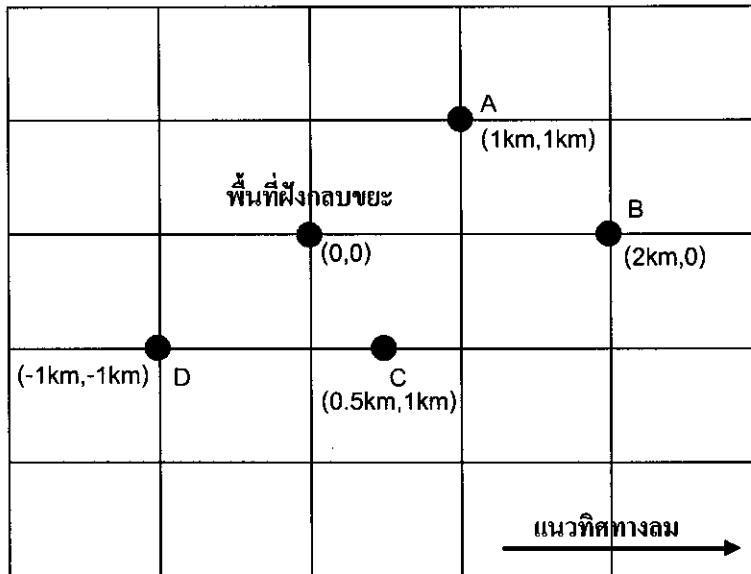 A
(1km,1km)
พื้นที่ฝังกลบขยะ
B
(0,0)
(2km,0)
(-1km,-1km)
D
C
(0.5km,1km)
แนวทิศทางลม